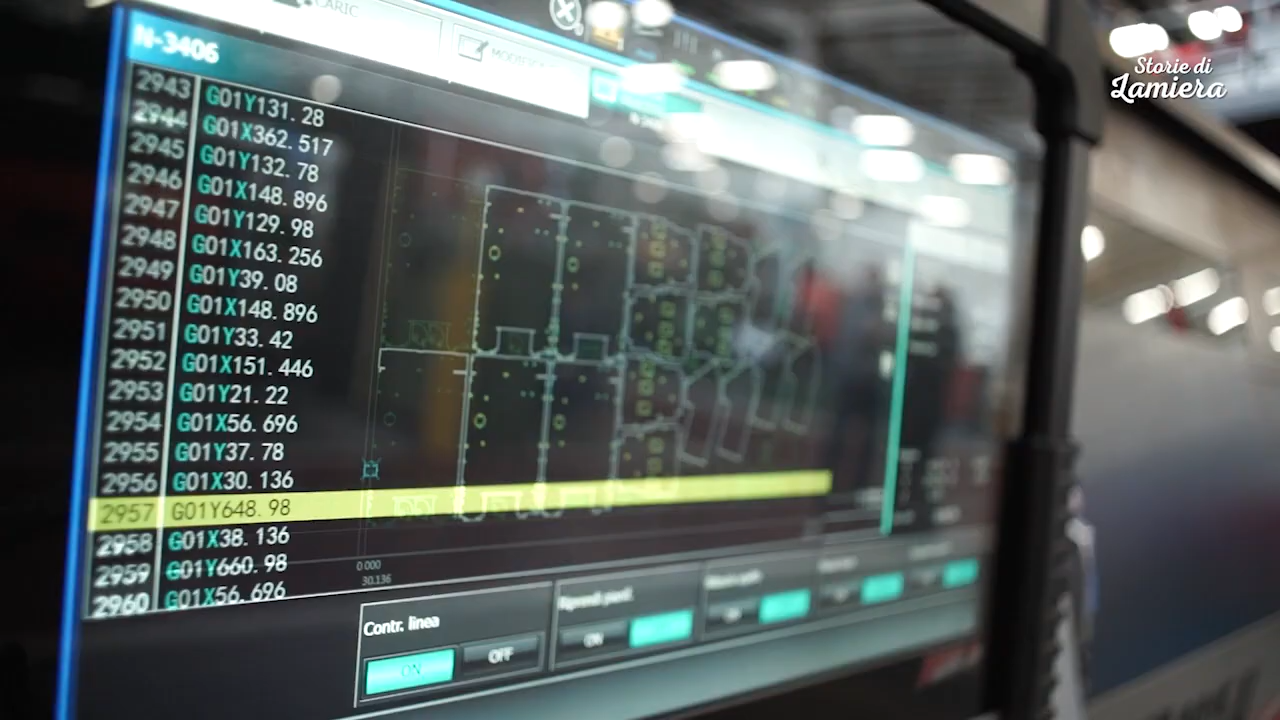 CARIC
Storie di
Lamiera
N-3406
2943 G01Y131. 28
2944 G01X362. 517
2945 G01Y132. 78
2946 G01X148. 896
2947 G01Y129. 98
2948 G01X163. 256
2949 G01Y39. 08
2950 G01X148. 896
2951 G01Y33. 42
2952 G01X151. 446
2953 G01Y21. 22
2954 G01X56. 696
2955 G01Y37. 78
2956 G01X30. 136
2957 G01Y648. 98
2958 G01X38. 136
2959 G01Y660. 98
2960 G01X56. 696
0 000
30.136
Contr. linea
ON OFF
ON